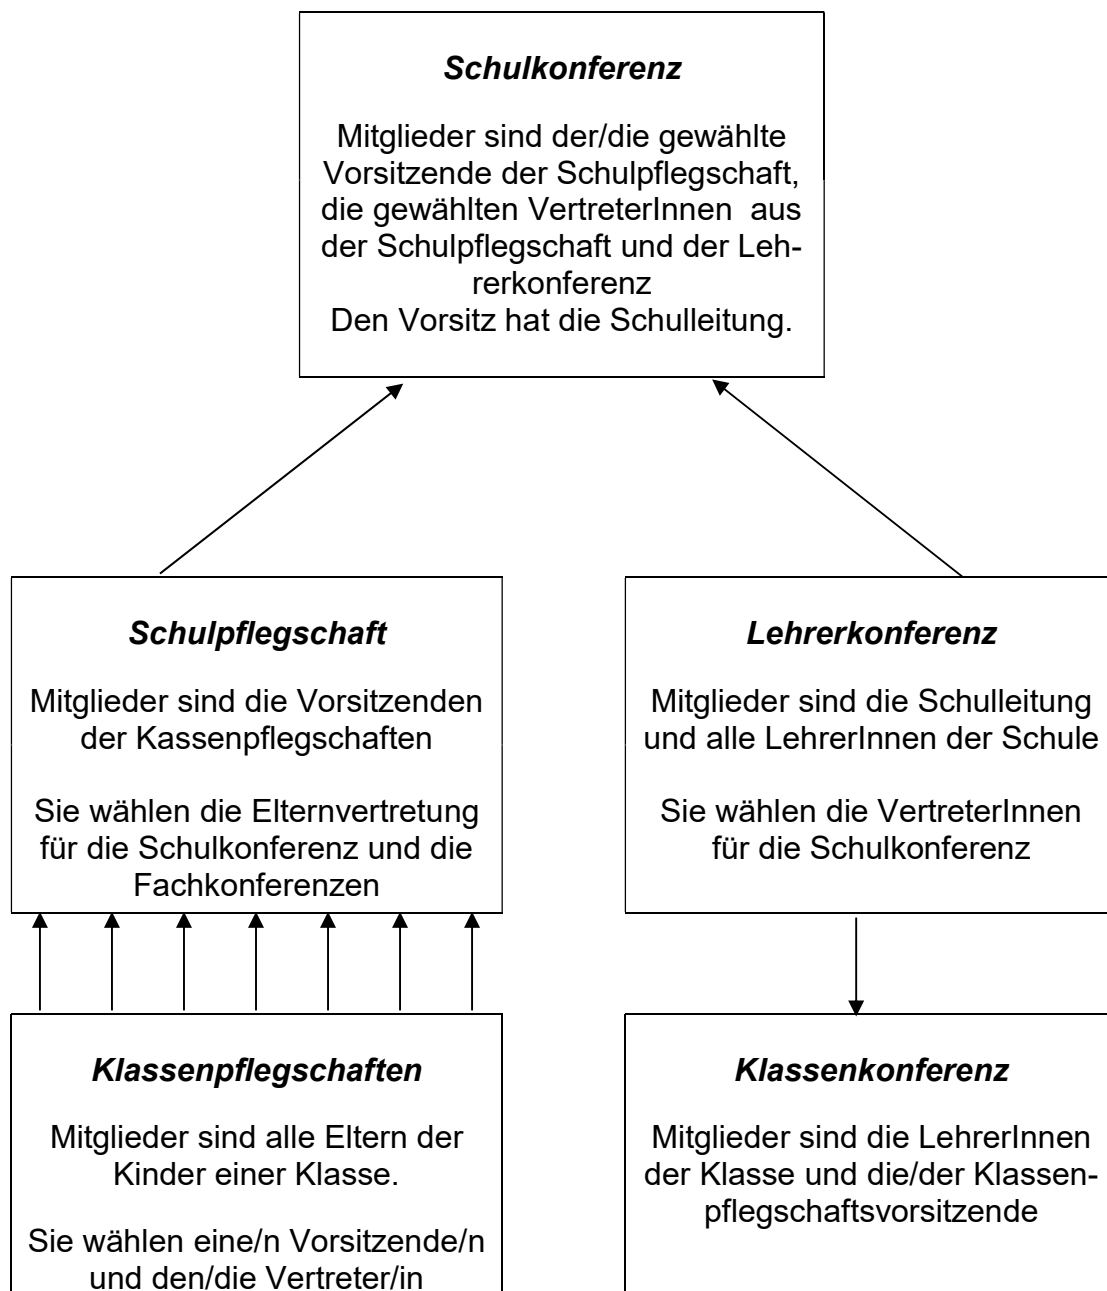 Schulkonferenz
Mitglieder sind der/die gewählte
Vorsitzende der Schulpflegschaft,
die gewählten VertreterInnen aus
der Schulpflegschaft und der Leh-
rerkonferenz
Den Vorsitz hat die Schulleitung.
Schulpflegschaft
Mitglieder sind die Vorsitzenden
der Kassenpflegschaften
Sie wählen die Elternvertretung
für die Schulkonferenz und die
Fachkonferenzen
Lehrerkonferenz
Mitglieder sind die Schulleitung
und alle LehrerInnen der Schule
Sie wählen die VertreterInnen
für die Schulkonferenz
Klassenpflegschaften
Mitglieder sind alle Eltern der
Kinder einer Klasse.
Sie wählen eine/n Vorsitzende/n
und den/die Vertreter/in
Klassenkonferenz
Mitglieder sind die LehrerInnen
der Klasse und die/der Klassen-
pflegschaftsvorsitzende